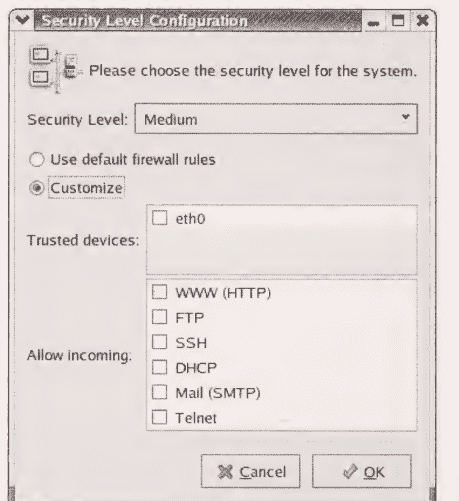 Security Level Configuration
Please choose the security level for the system.
Security Level: Medium
Use default firewall rules
Customize
Trusted devices:
eth0
Allow incoming:
WWW (HTTP)
FTP
SSH
DHCP
Mail (SMTP)
Telnet
Cancel
OK